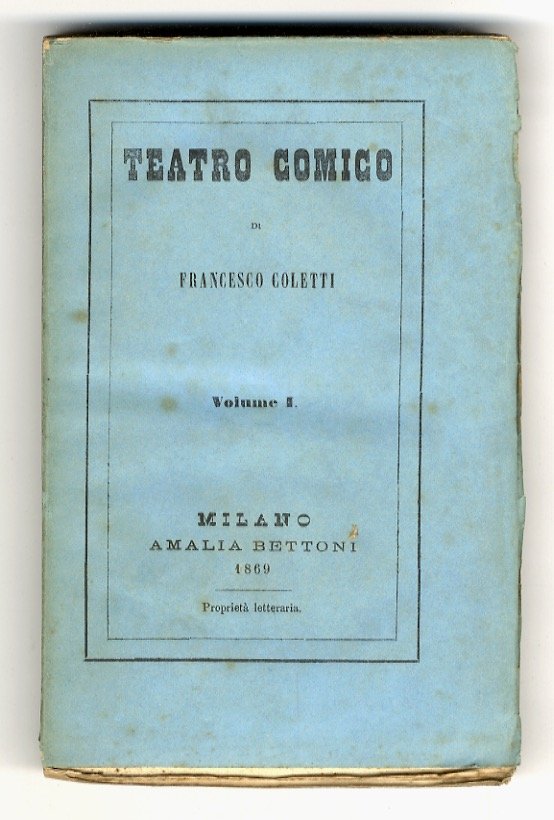 TEATRO COMICO
DI
FRANCESCO COLETTI
Volume I.
MILANO
AMALIA BETTONI
1869
Proprietà letteraria.